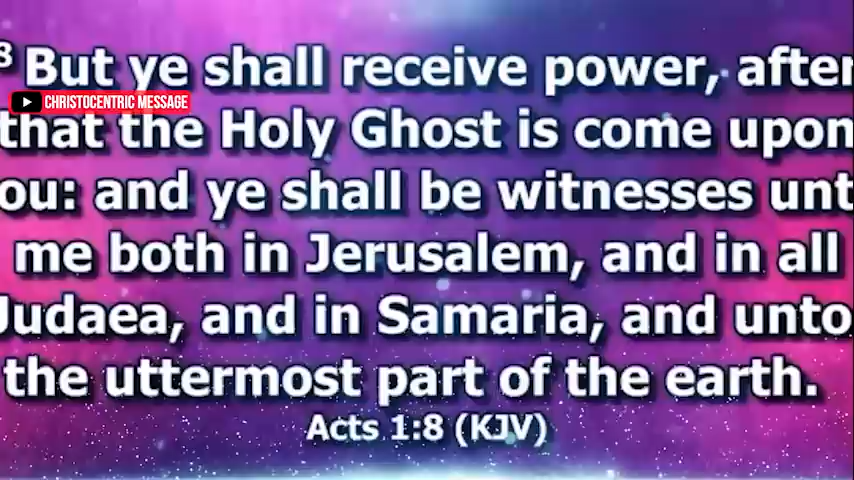 8 But ye shall receive power, after
CHRISTOCENTRIC MESSAGE
that the Holy Ghost is come upon
ou: and ye shall be witnesses unt
me both in Jerusalem, and in all
Judaea, and in Samaria, and unto
the uttermost part of the earth.
Acts 1:8 (KJV)